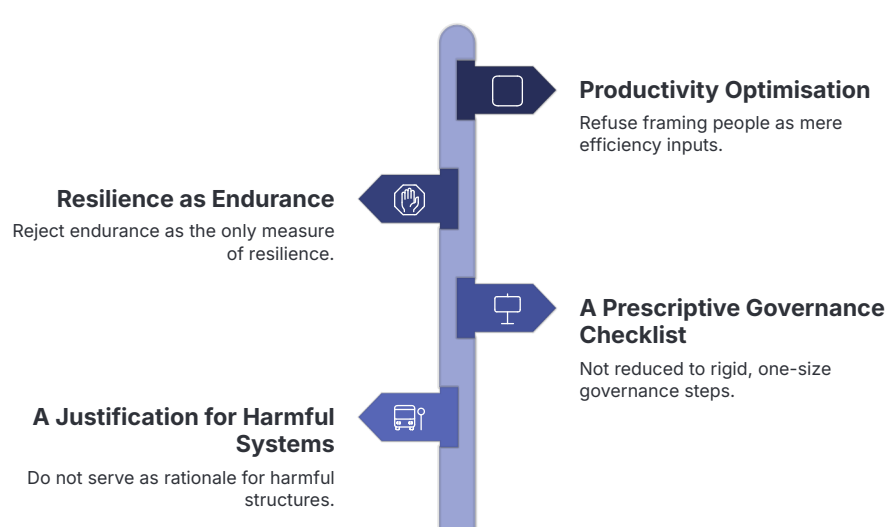 Productivity Optimisation
Refuse framing people as mere
efficiency inputs.
Resilience as Endurance
Reject endurance as the only measure
of resilience.
A Prescriptive Governance
Checklist
Not reduced to rigid, one-size
governance steps.
A Justification for Harmful
Systems
Do not serve as rationale for harmful
structures.